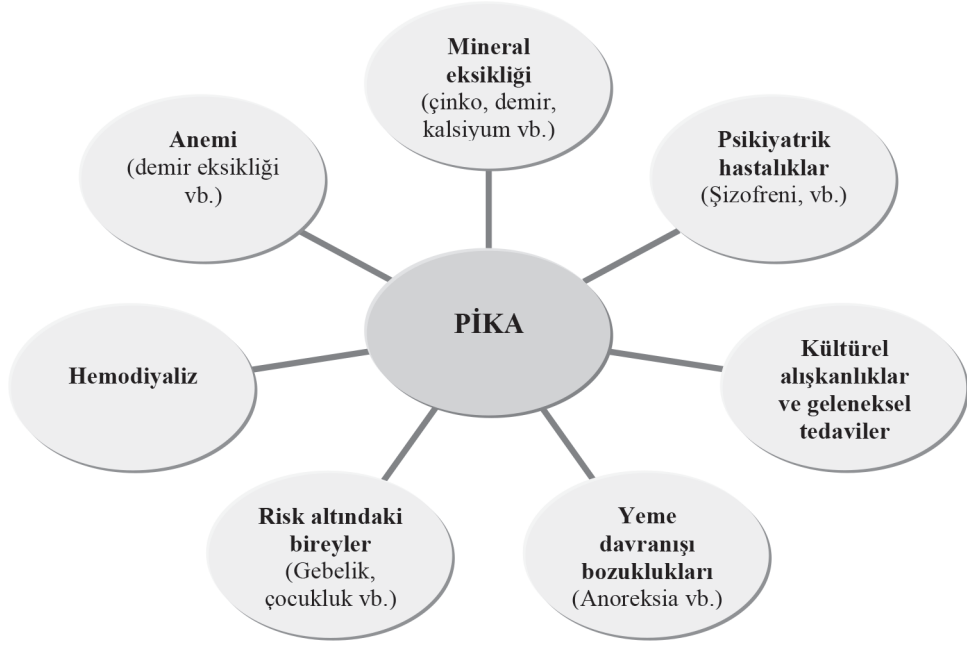 Mineral
eksikliği
(çinko, demir,
kalsiyum vb.)
Anemi
(demir eksikliği
vb.)
Psikiyatrik
hastalıklar
(Şizofreni, vb.)
PİKA
Hemodiyaliz
Kültürel
alışkanlıklar
ve geleneksel
tedaviler
Risk altındaki
bireyler
(Gebelik,
çocukluk vb.)
Yeme
davranışı
bozuklukları
(Anoreksia vb.)